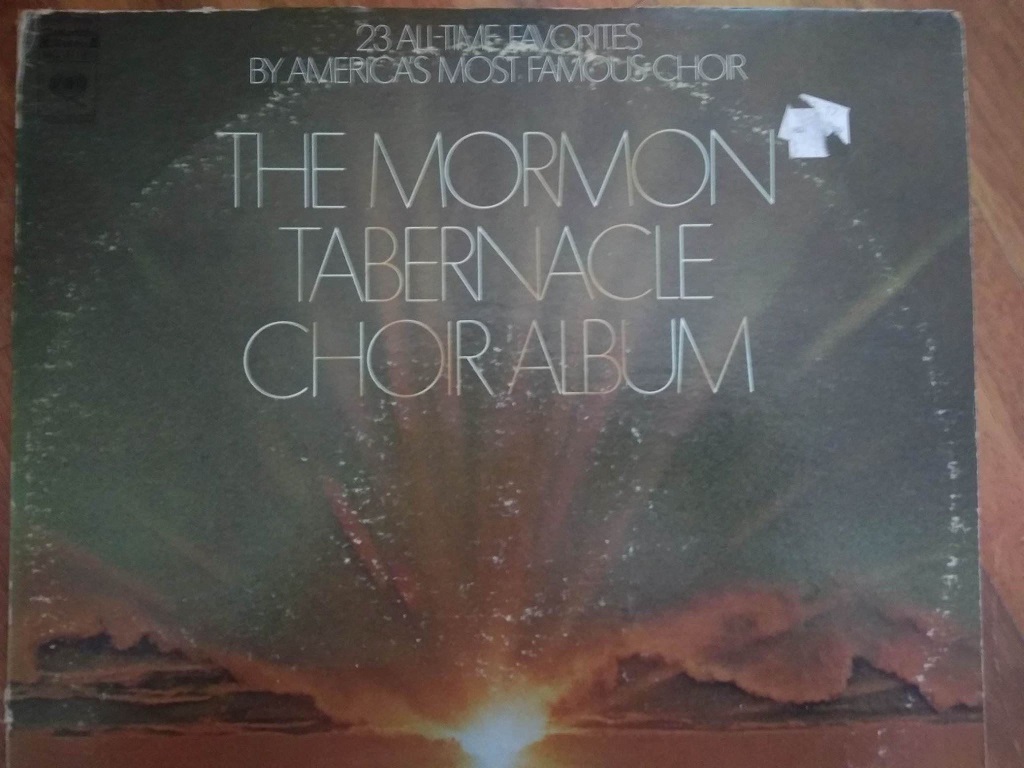 23 ALL-TIME FAVORITES
BY AMERICA'S MOST FAMOUS CHOIR
THE MORMON
TABERNACLE
CHOIR ALBUM